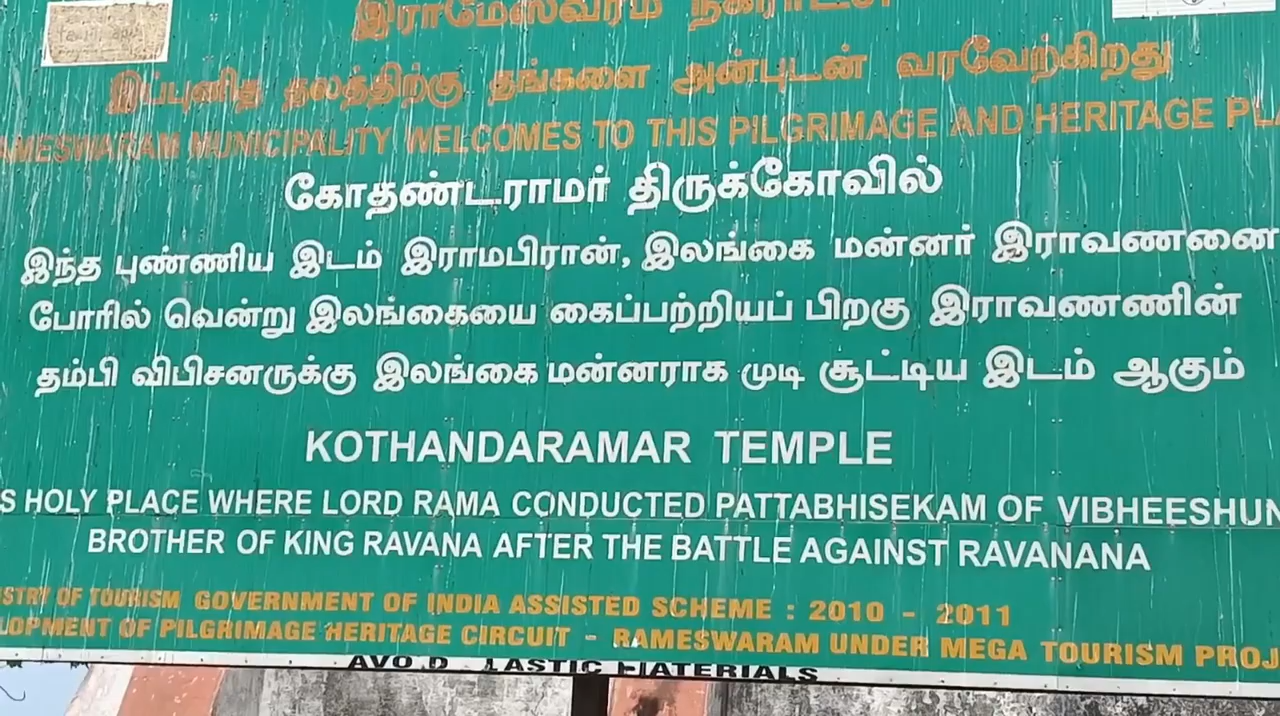 இராமேஸ்வரம் நகராட்சி
இப்புனித தலத்திற்கு தங்களை அன்புடன் வரவேற்கிறது
AMESWARAM MUNICIPALITY WELCOMES TO THIS PILGRIMAGE AND HERITAGE PL
கோதண்டராமர் திருக்கோவில்
இந்த புண்ணிய இடம் இராமபிரான், இலங்கை மன்னர் இராவணனை
போரில் வென்று இலங்கையை கைப்பற்றியப் பிறகு இராவணணின்
தம்பி விபிசனருக்கு இலங்கை மன்னராக முடி சூட்டிய இடம் ஆகும்
KOTHANDARAMAR TEMPLE
S HOLY PLACE WHERE LORD RAMA CONDUCTED PATTABHISEKAM OF VIBHEESHUN
BROTHER OF KING RAVANA AFTER THE BATTLE AGAINST RAVANANA
ISTRY OF TOURISM GOVERNMENT OF INDIA ASSISTED SCHEME : 2010 - 2011
LOPMENT OF PILGRIMAGE HERITAGE CIRCUIT - RAMESWARAM UNDER MEGA TOURISM PROJ
AVO D LASTIC MATERIALS